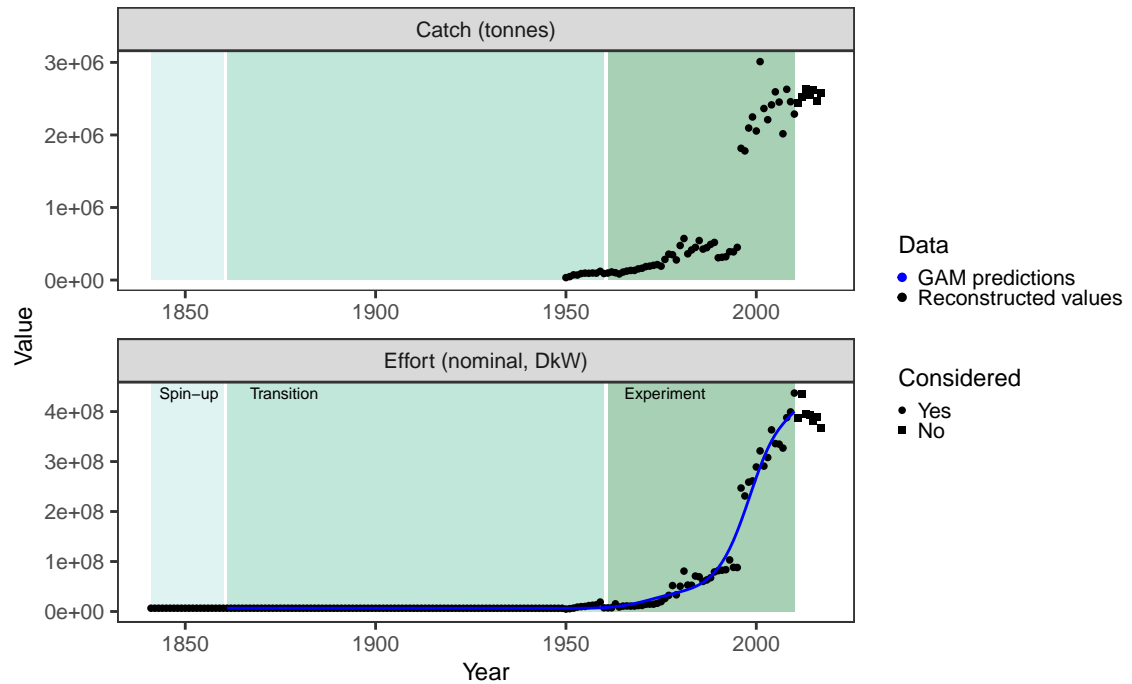 Catch (tonnes)
3e+06
2e+06
1e+06
0e+00
1850
1900
1950
2000
Value
Effort (nominal, DkW)
Spin−up
Transition
Experiment
4e+08
3e+08
2e+08
1e+08
0e+00
1850
1900
1950
2000
Year
Data
GAM predictions
Reconstructed values
Considered
Yes
No